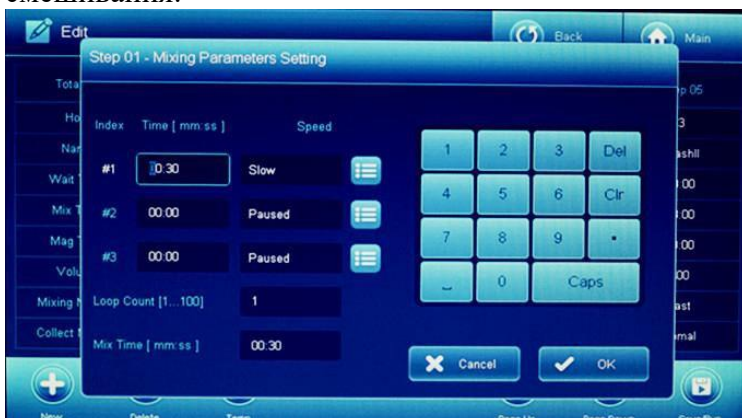 смешивания.
Edit
Back
Main
Step 01 - Mixing Parameters Setting
Index Time [ mm:ss ] Speed
#1 00:30 Slow
#2 00:00 Paused
#3 00:00 Paused
Loop Count [1...100] 1
Mix Time [ mm:ss ] 00:30
1 2 3 Del
4 5 6 Clr
7 8 9 .
_ 0 Caps
Cancel OK
Tota
Ho
Nar
Wait
Mix T
Mag
Volu
Mixing
Collect
p 05
3
ashII
:00
:00
:00
00
ast
mal
New Delete Temp